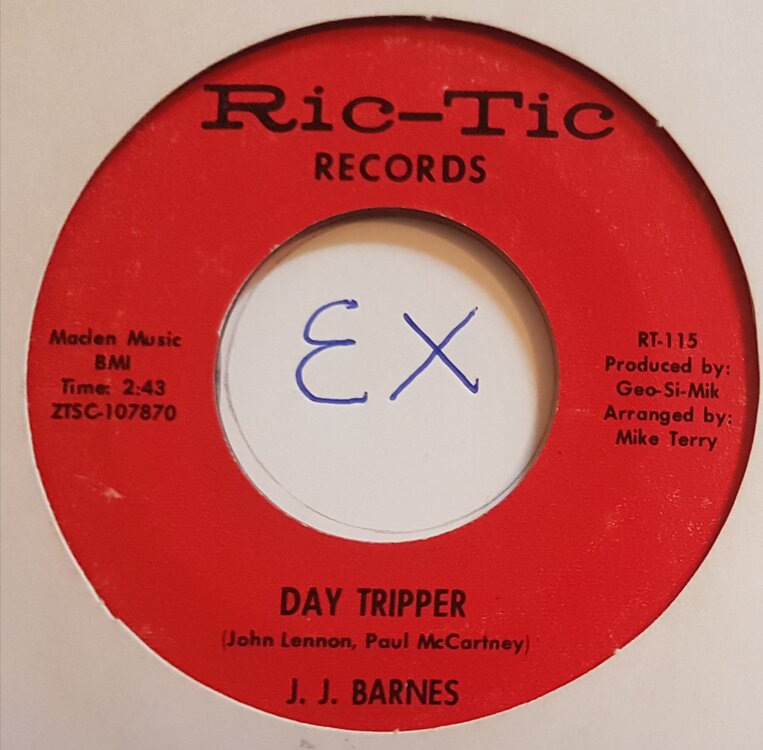 Ric-Tic
RECORDS
Maclen Music
BMI
Time: 2:43
ZTSC-107870
EX
RT-115
Produced by:
Geo-Si-Mik
Arranged by:
Mike Terry
DAY TRIPPER
(John Lennon, Paul McCartney)
J. J. BARNES